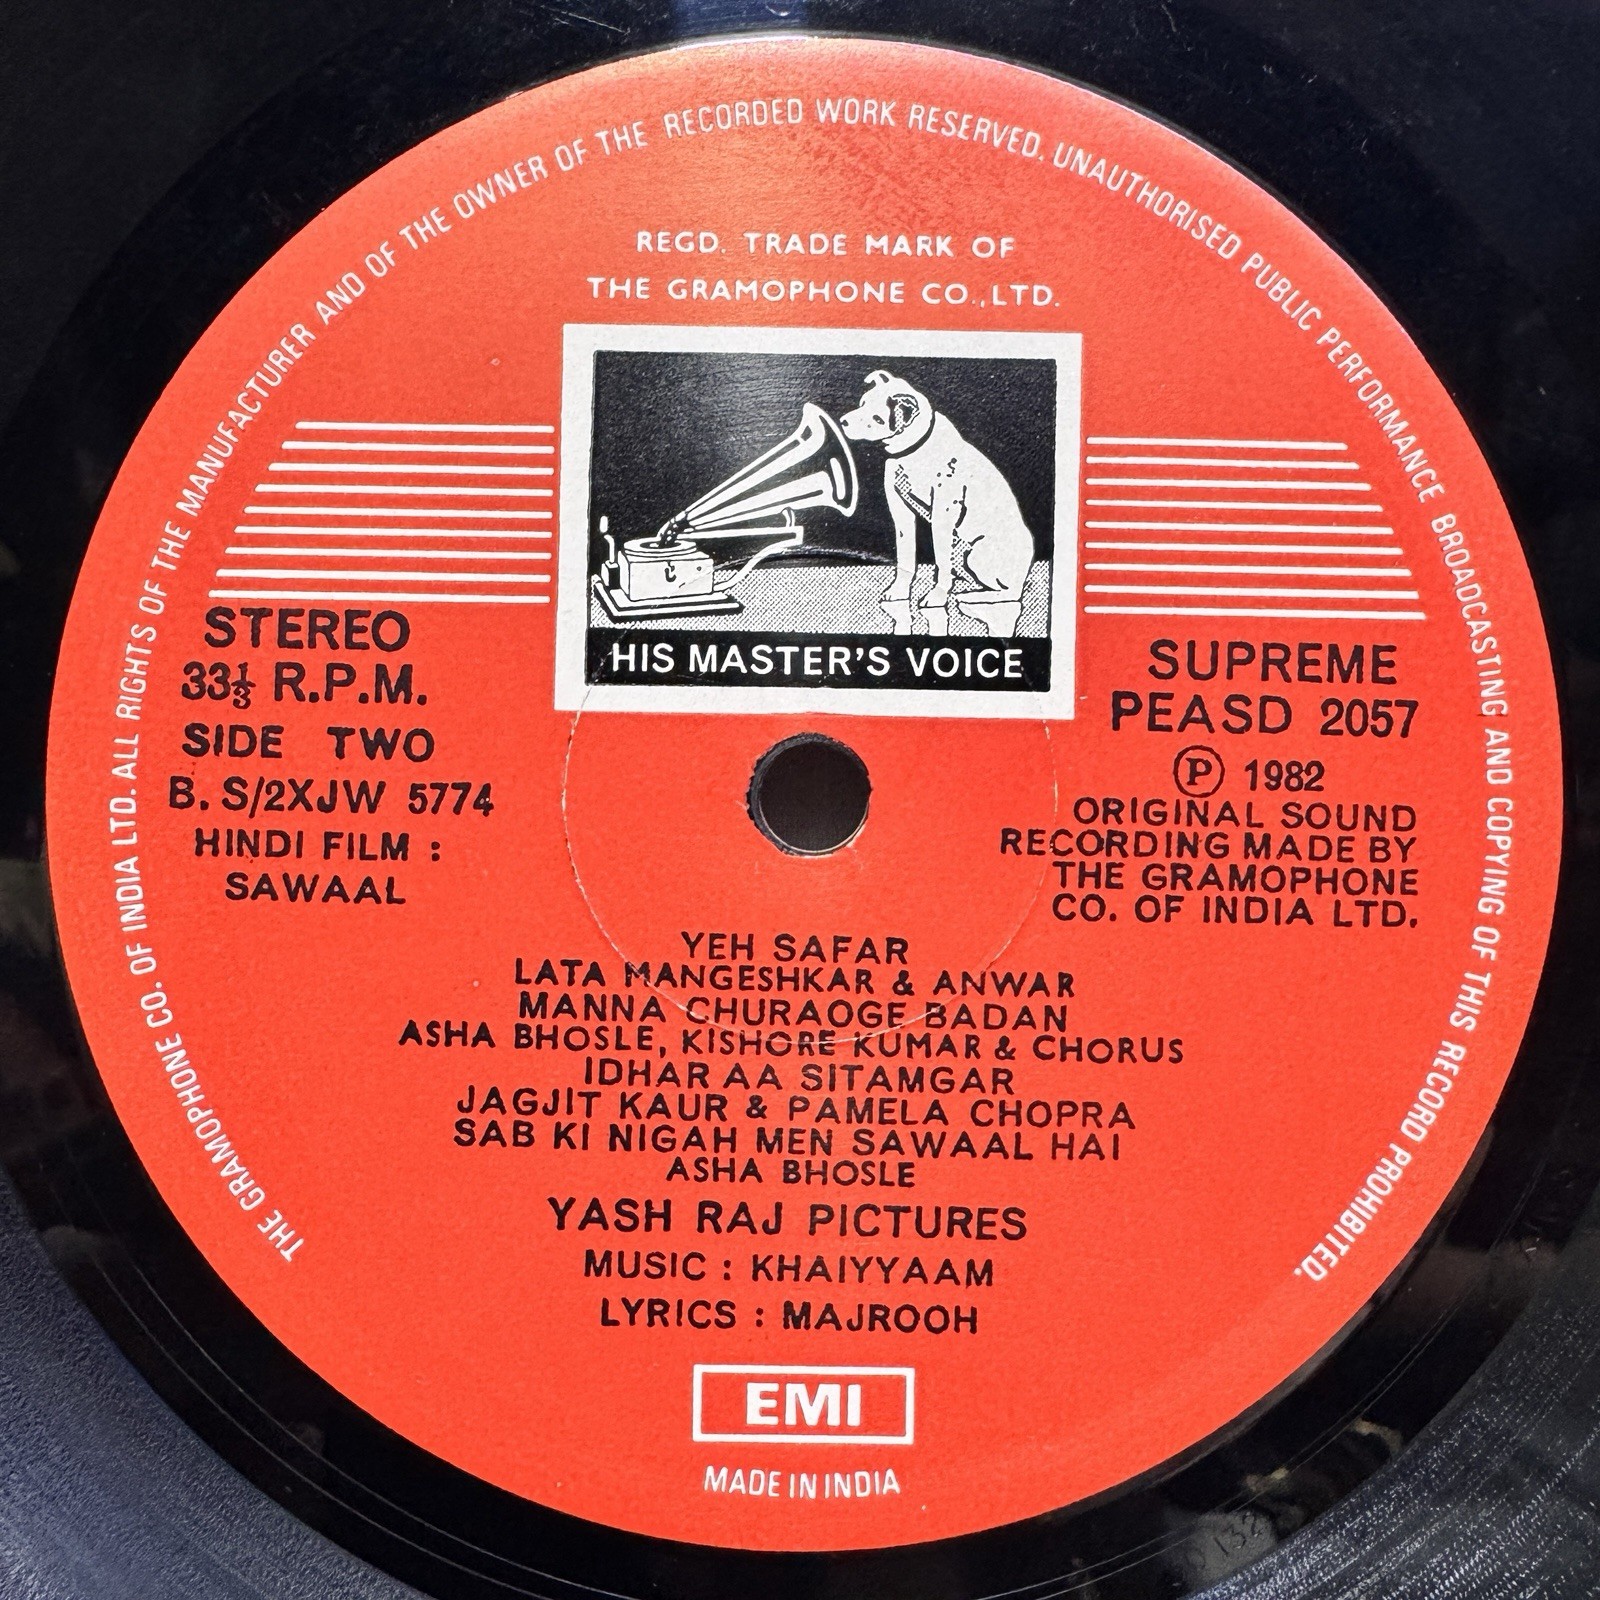 THE GRAMOPHONE CO. OF INDIA LTD. ALL RIGHTS OF THE MANUFACTURER AND OF THE OWNER OF THE RECORDED WORK RESERVED. UNAUTHORISED PUBLIC PERFORMANCE BROADCASTING AND COPYING OF THIS RECORD PROHIBITED.
REGD. TRADE MARK OF
THE GRAMOPHONE CO.,LTD.
HIS MASTER'S VOICE
STEREO
33⅓ R.P.M.
SIDE TWO
B. S/2XJW 5774
HINDI FILM :
SAWAAL
SUPREME
PEASD 2057
Ⓟ 1982
ORIGINAL SOUND
RECORDING MADE BY
THE GRAMOPHONE
CO. OF INDIA LTD.
YEH SAFAR
LATA MANGESHKAR & ANWAR
MANNA CHURAOGE BADAN
ASHA BHOSLE, KISHORE KUMAR & CHORUS
IDHAR AA SITAMGAR
JAGJIT KAUR & PAMELA CHOPRA
SAB KI NIGAH MEN SAWAAL HAI
ASHA BHOSLE
YASH RAJ PICTURES
MUSIC : KHAIYYAAM
LYRICS : MAJROOH
EMI
MADE IN INDIA